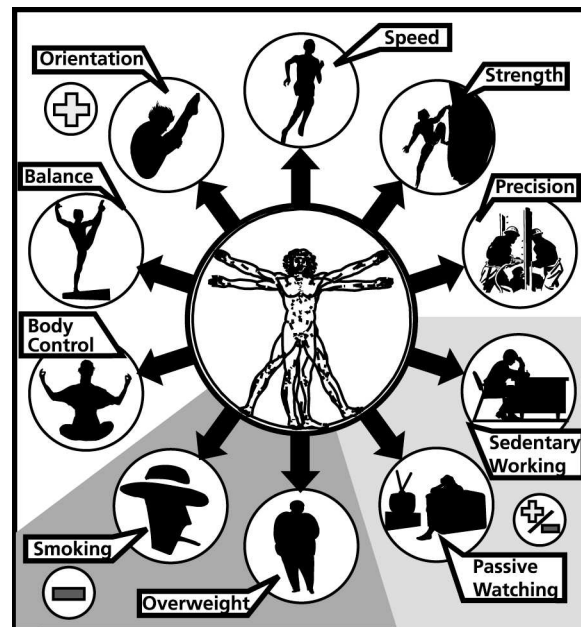 Speed
Orientation
Strength
Balance
Precision
Body
Control
Sedentary
Working
Smoking
Passive
Watching
Overweight